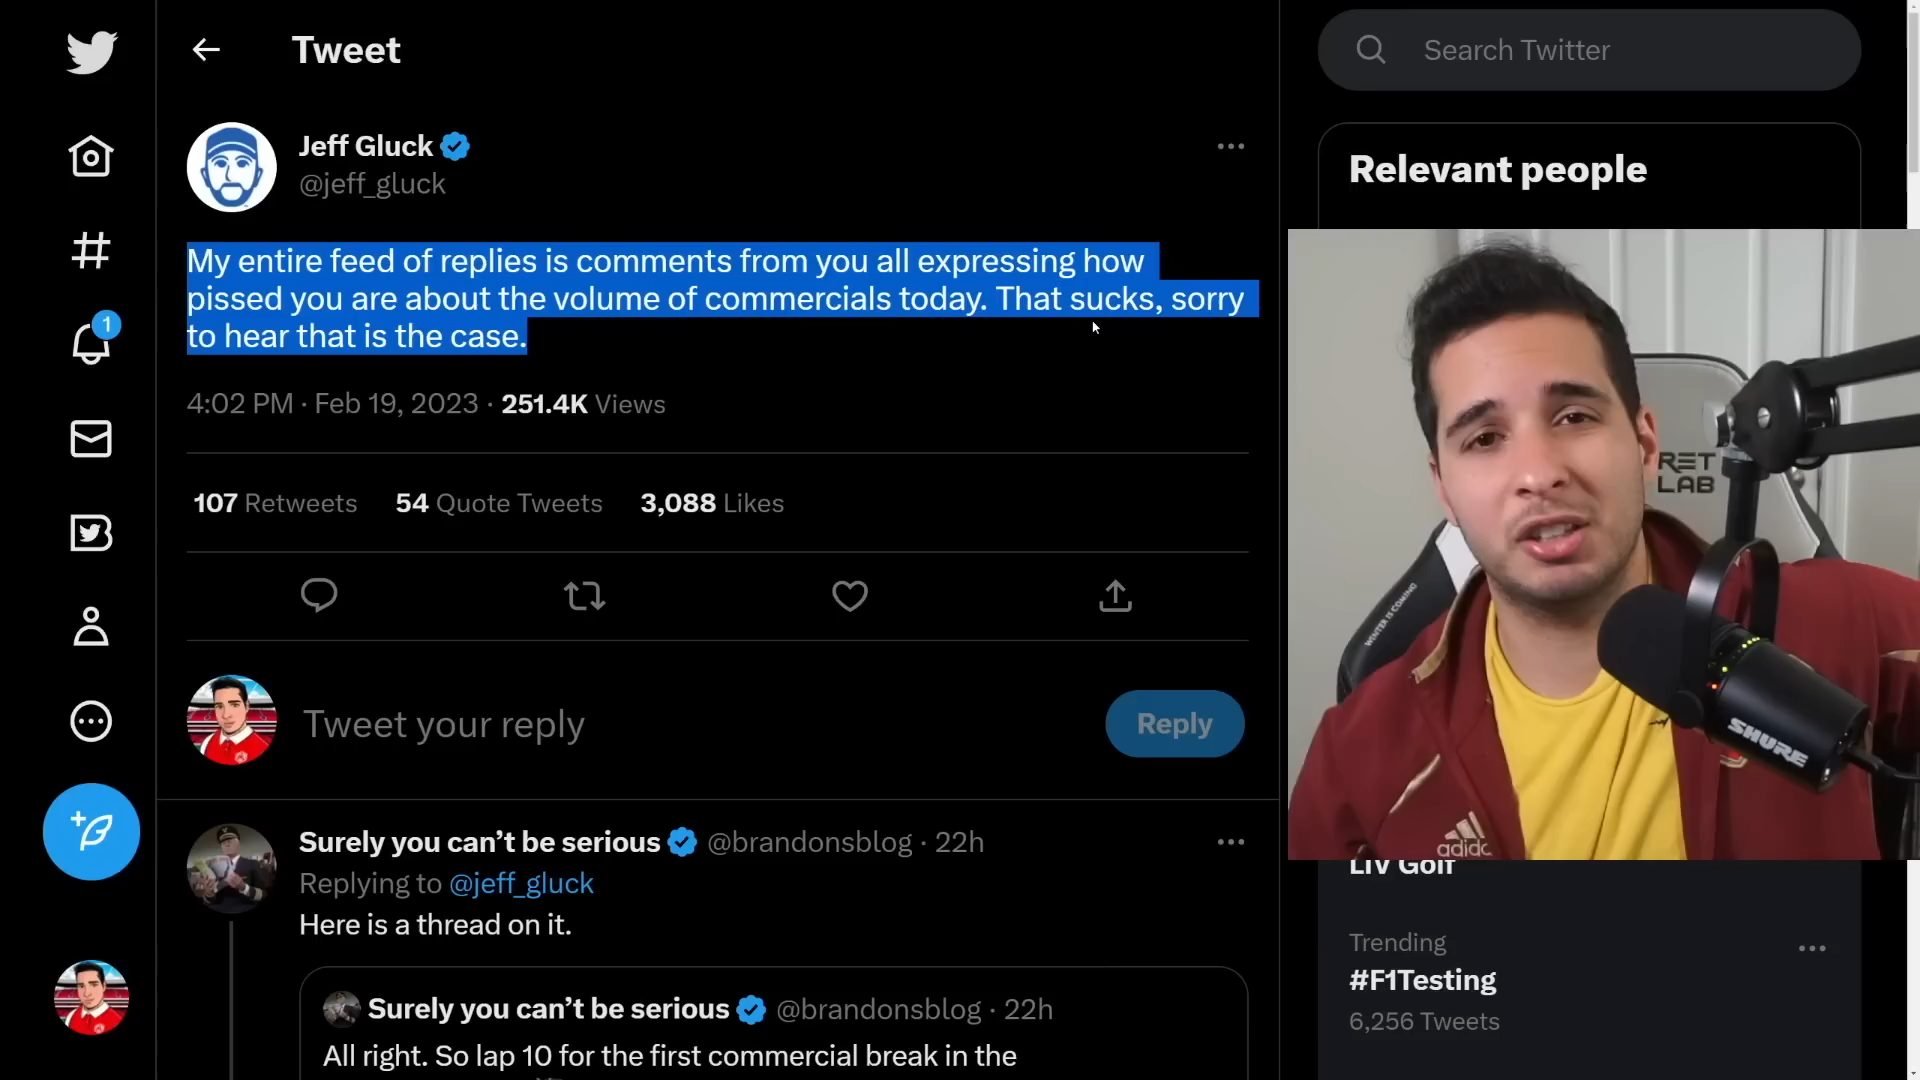 Tweet
Search Twitter
Jeff Gluck
@jeff_gluck
Relevant people
My entire feed of replies is comments from you all expressing how
pissed you are about the volume of commercials today. That sucks, sorry
to hear that is the case.
1
4:02 PM · Feb 19, 2023 · 251.4K Views
107 Retweets 54 Quote Tweets 3,088 Likes
Tweet your reply
Reply
Surely you can’t be serious @brandonsblog · 22h
Replying to @jeff_gluck
Here is a thread on it.
Surely you can’t be serious @brandonsblog · 22h
All right. So lap 10 for the first commercial break in the
RET
LAB
WINTER IS COMING
SHURE
adidas
LIV Golf
Trending
#F1Testing
6,256 Tweets